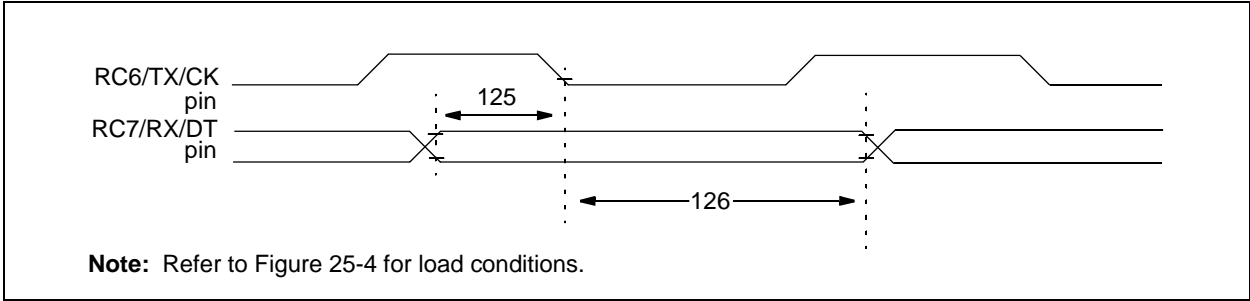 RC6/TX/CK
pin
125
RC7/RX/DT
pin
126
Note: Refer to Figure 25-4 for load conditions.